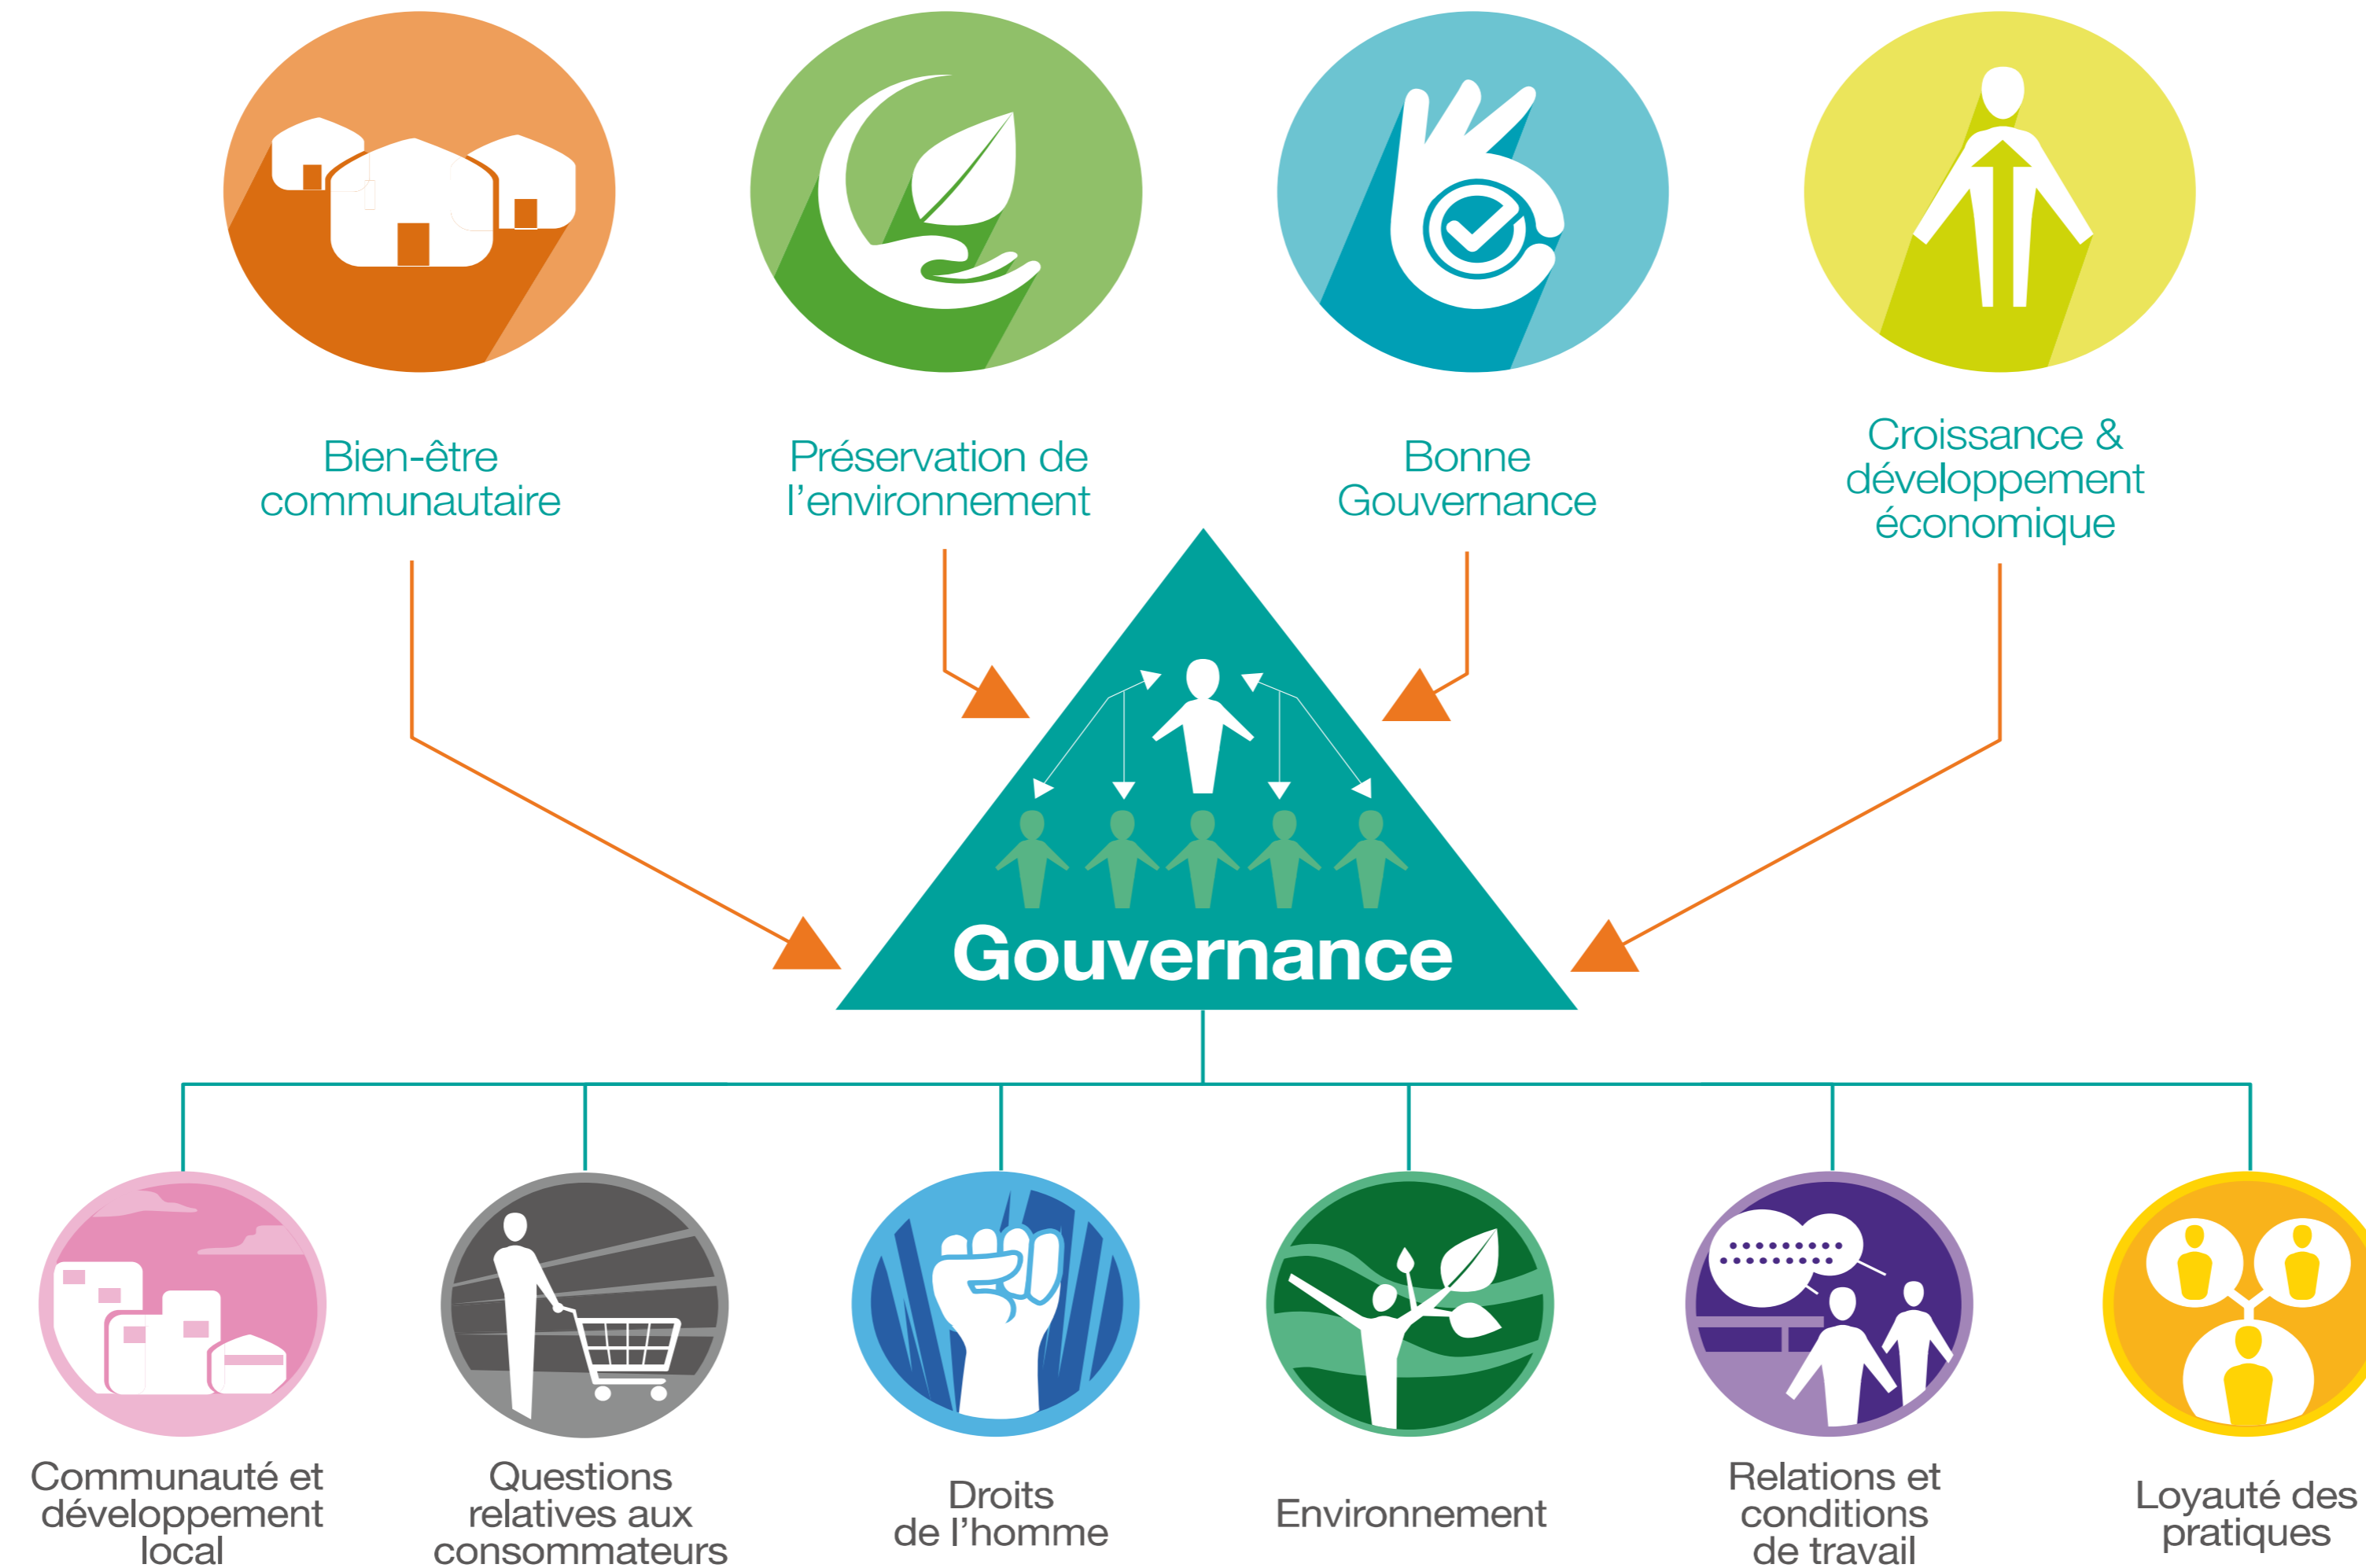 Bien-être
communautaire
Préservation de
l’environnement
Bonne
Gouvernance
Croissance &
développement
économique
Gouvernance
Communauté et
développement
local
Questions
relatives aux
consommateurs
Droits
de l’homme
Environnement
Relations et
conditions
de travail
Loyauté des
pratiques